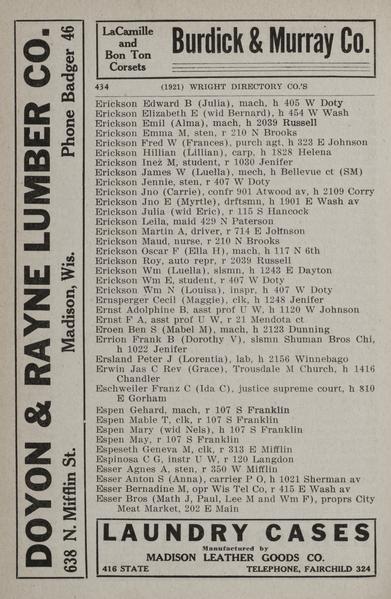 DOYON & RAYNE LUMBER CO.
638 N. Mifflin St. Madison, Wis. Phone Badger 46
LaCamille
and
Bon Ton
Corsets
Burdick & Murray Co.
434 (1921) WRIGHT DIRECTORY CO.'S
Erickson Edward B (Julia), mach, h 405 W Doty
Erickson Elizabeth E (wid Bernard), h 454 W Wash
Erickson Emil (Alma), mach, h 2039 Russell
Erickson Emma M, sten, r 210 N Brooks
Erickson Fred W (Frances), purch agt, h 323 E Johnson
Erickson Hillian (Lillian), carp, h 1828 Helena
Erickson Inez M, student, r 1030 Jenifer
Erickson James W (Luella), mech, h Bellevue ct (SM)
Erickson Jennie, sten, r 407 W Doty
Erickson Jno (Carrie), confr 901 Atwood av, h 2109 Corry
Erickson Jno E (Myrtle), drftsmn, h 1901 E Wash av
Erickson Julia (wid Eric), r 115 S Hancock
Erickson Leila, maid 429 N Paterson
Erickson Martin A, driver, r 714 E Johnson
Erickson Maud, nurse, r 210 N Brooks
Erickson Oscar F (Ella H), mach, h 117 N 6th
Erickson Roy, auto repr, r 2039 Russell
Erickson Wm (Luella), slsmn, h 1243 E Dayton
Erickson Wm E, student, r 407 W Doty
Erickson Wm N (Louisa), inspr, h 407 W Doty
Ernsperger Cecil (Maggie), clk, h 1248 Jenifer
Ernst Adolphine B, asst prof U W, h 1120 W Johnson
Ernst F A, asst prof U W, r 21 Mendota ct
Eroen Ben S (Mabel M), mach, h 2123 Dunning
Errion Frank B (Dorothy V), slsmn Shuman Bros Chi,
h 1022 Jenifer
Ersland Peter J (Lorentia), lab, h 2156 Winnebago
Erwin Jas C Rev (Grace), Trousdale M Church, h 1416
Chandler
Eschweiler Franz C (Ida C), justice supreme court, h 810
E Gorham
Espen Gehard, mach, r 107 S Franklin
Espen Mable T, clk, r 107 S Franklin
Espen Mary (wid Nels), h 107 S Franklin
Espen May, r 107 S Franklin
Espeseth Geneva M, clk, r 313 E Mifflin
Espinosa C G, instr U W, r 120 Langdon
Esser Agnes A, sten, r 350 W Mifflin
Esser Anton S (Anna), carrier P O, h 1021 Sherman av
Esser Bernadine M, opr Wis Tel Co, r 415 E Wash av
Esser Bros (Math J, Paul, Lee M and Wm F), proprs City
Meat Market, 202 E Main
LAUNDRY CASES
Manufactured by
MADISON LEATHER GOODS CO.
416 STATE TELEPHONE, FAIRCHILD 324